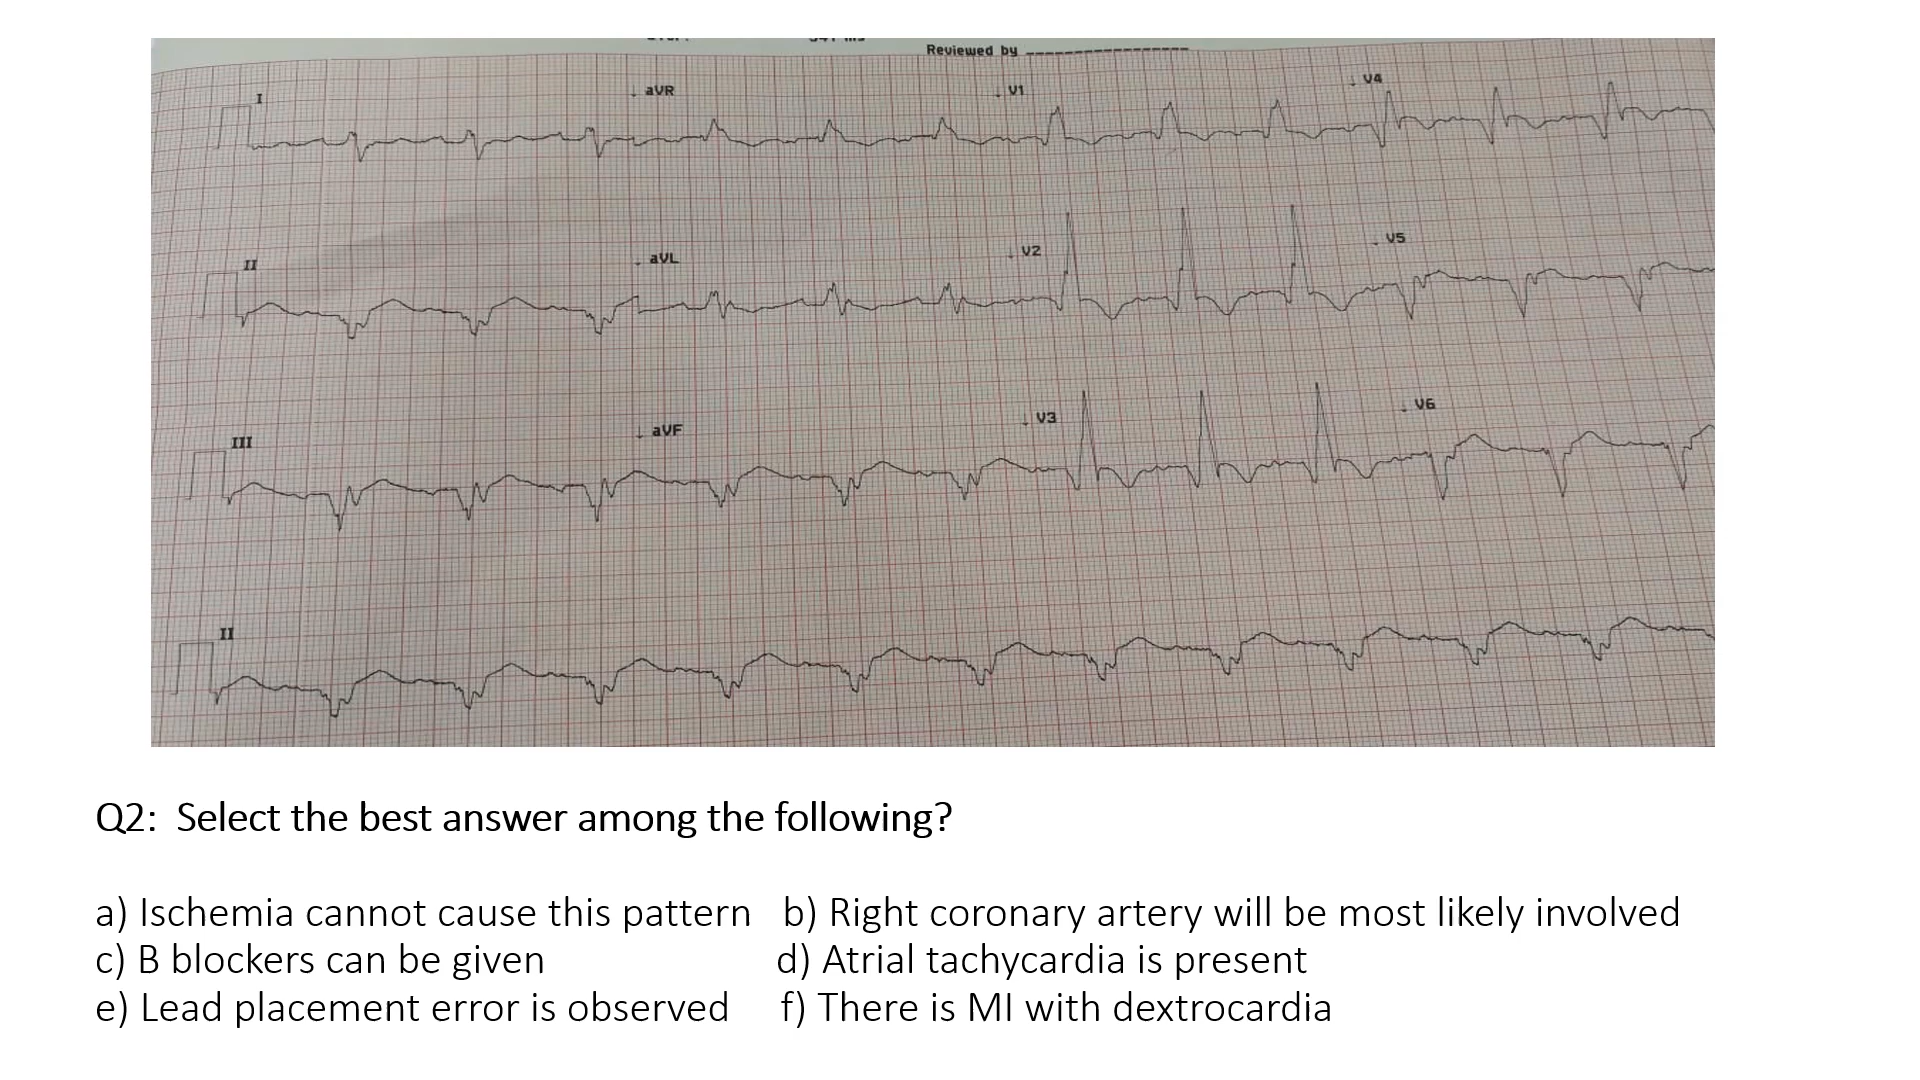 Reviewed by
I aVR V1 V4
II aVL V2 V5
III aVF V3 V6
II
Q2: Select the best answer among the following?
a) Ischemia cannot cause this pattern b) Right coronary artery will be most likely involved
c) B blockers can be given d) Atrial tachycardia is present
e) Lead placement error is observed f) There is MI with dextrocardia